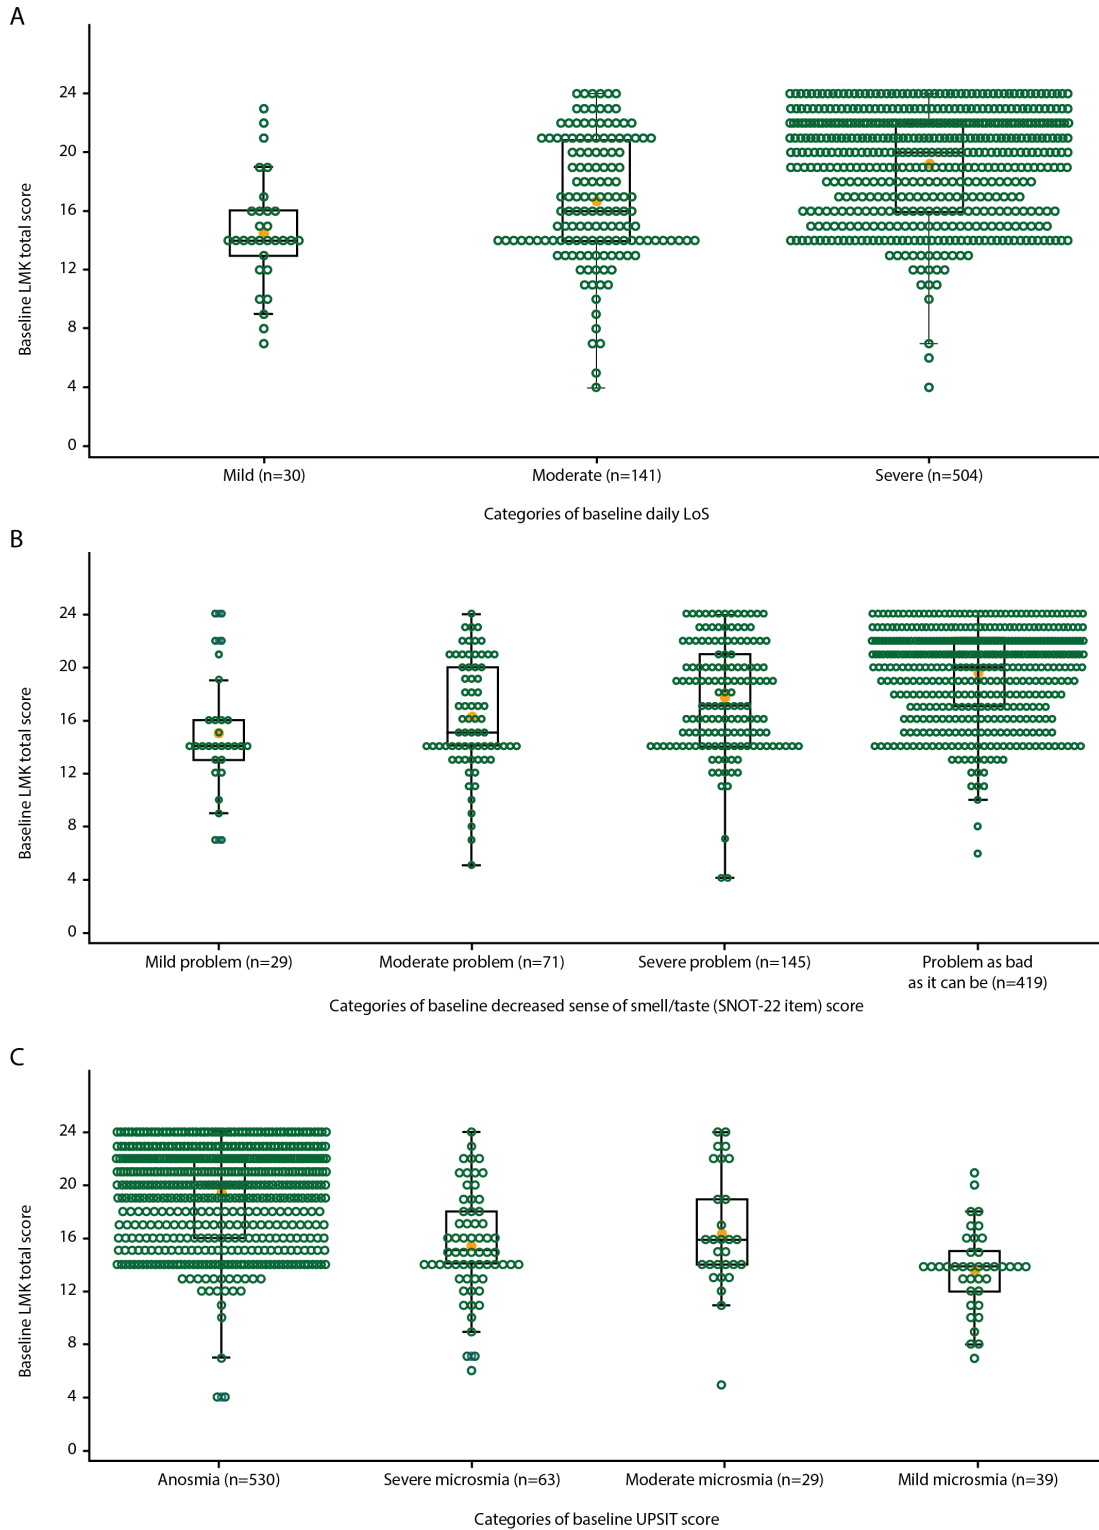 A
Baseline LMK total score
24
20
16
12
8
4
0
Mild (n=30)
Moderate (n=141)
Severe (n=504)
Categories of baseline daily LoS
B
Baseline LMK total score
24
20
16
12
8
4
0
Mild problem (n=29)
Moderate problem (n=71)
Severe problem (n=145)
Problem as bad
as it can be (n=419)
Categories of baseline decreased sense of smell/taste (SNOT-22 item) score
C
Baseline LMK total score
24
20
16
12
8
4
0
Anosmia (n=530)
Severe microsmia (n=63)
Moderate microsmia (n=29)
Mild microsmia (n=39)
Categories of baseline UPSIT score